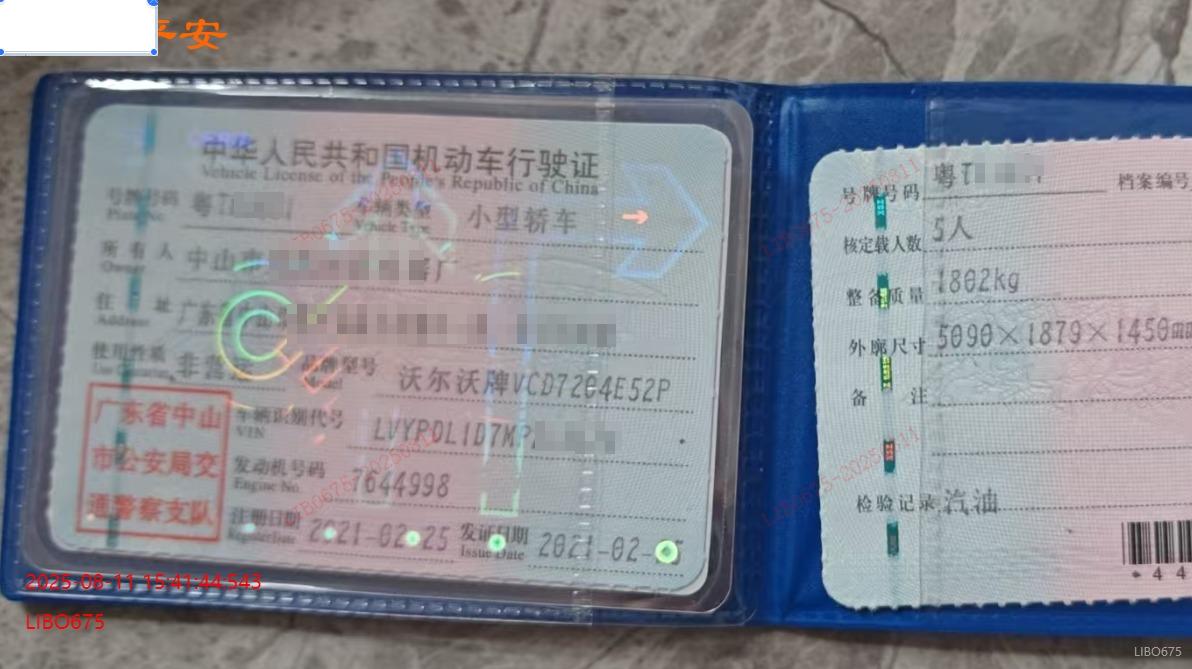 平安
中华人民共和国机动车行驶证
Vehicle License of the People's Republic of China
号牌号码 粤T
Plate No.
车辆类型 小型轿车
Vehicle Type
所有人 中山市
Owner
住址 广东
Address
使用性质
品牌型号 沃尔沃牌VCD7204E52P
Model
车辆识别代号 LVYPDL1D7MP
VIN
发动机号码 7644998
Engine No.
注册日期 2021-02-25
Register Date
发证日期 2021-02-
Issue Date
广东省中山
市公安局交
通警察支队
号牌号码 粤T
档案编号
核定载人数 5人
整备质量 1802kg
外廓尺寸 5090×1879×1450mm
备注
检验记录 汽油
*44
2025-08-11 15:41:44.543
LIBO675
LIBO675